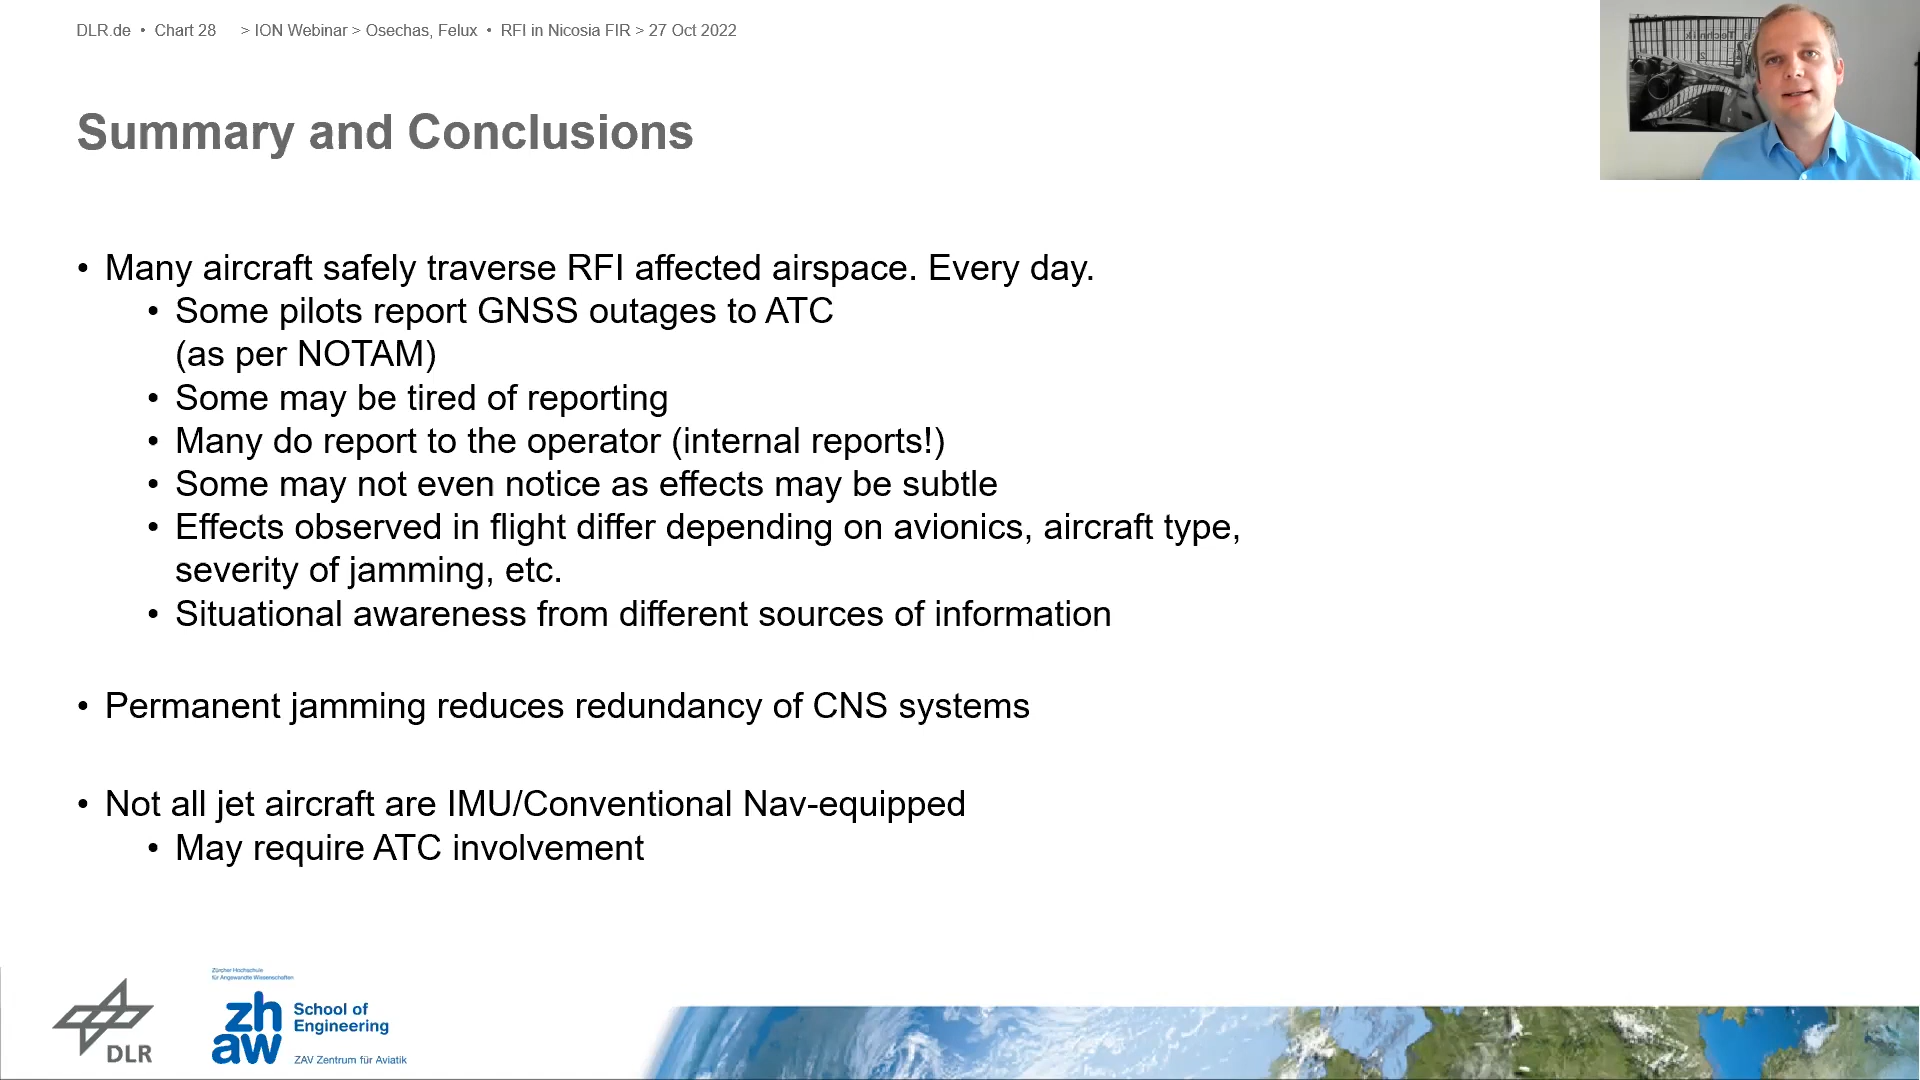 DLR.de • Chart 28 > ION Webinar > Osechas, Felux • RFI in Nicosia FIR > 27 Oct 2022
Summary and Conclusions
• Many aircraft safely traverse RFI affected airspace. Every day.
• Some pilots report GNSS outages to ATC
(as per NOTAM)
• Some may be tired of reporting
• Many do report to the operator (internal reports!)
• Some may not even notice as effects may be subtle
• Effects observed in flight differ depending on avionics, aircraft type,
severity of jamming, etc.
• Situational awareness from different sources of information
• Permanent jamming reduces redundancy of CNS systems
• Not all jet aircraft are IMU/Conventional Nav-equipped
• May require ATC involvement
DLR
Zürcher Hochschule
für Angewandte Wissenschaften
zh
aw
School of
Engineering
ZAV Zentrum für Aviatik